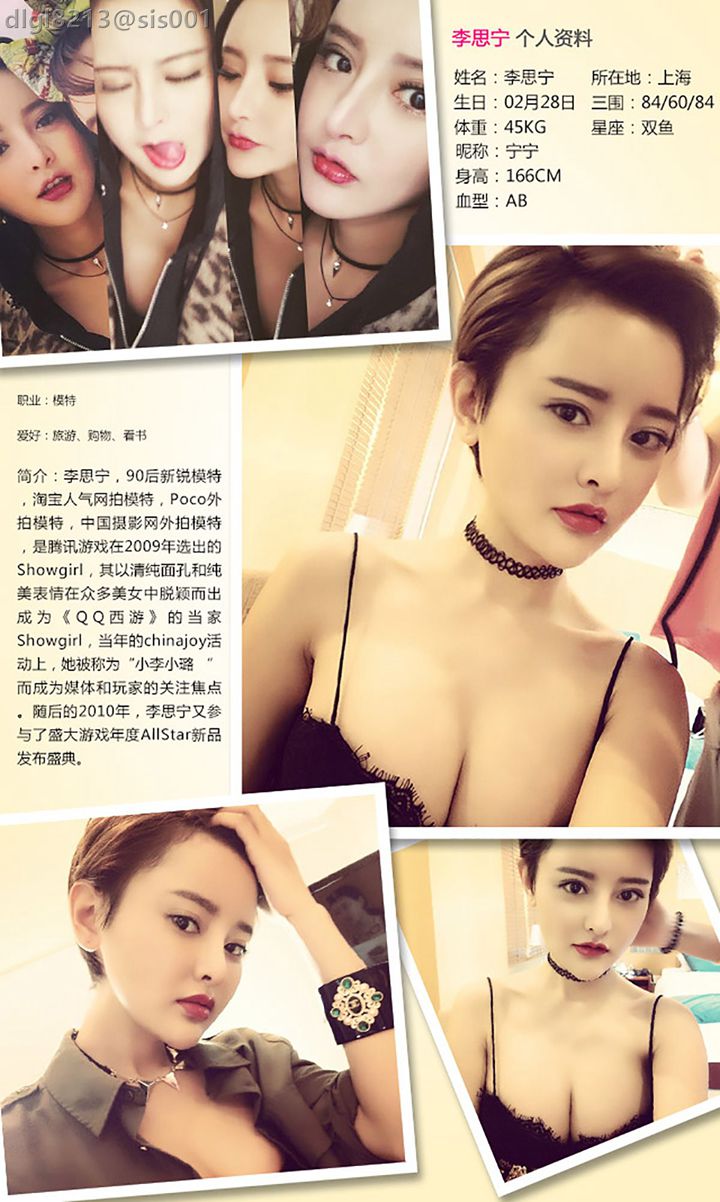 dlgj8213@sis001
李思宁 个人资料
姓名：李思宁 所在地：上海
生日：02月28日 三围：84/60/84
体重：45KG 星座：双鱼
昵称：宁宁
身高：166CM
血型：AB
职业：模特
爱好：旅游、购物、看书
简介：李思宁，90后新锐模特
，淘宝人气网拍模特，Poco外
拍模特，中国摄影网外拍模特
，是腾讯游戏在2009年选出的
Showgirl，其以清纯面孔和纯
美表情在众多美女中脱颖而出
成为《QQ西游》的当家
Showgirl，当年的chinajoy活
动上，她被称为“小李小璐 “
而成为媒体和玩家的关注焦点
。随后的2010年，李思宁又参
与了盛大游戏年度AllStar新品
发布盛典。